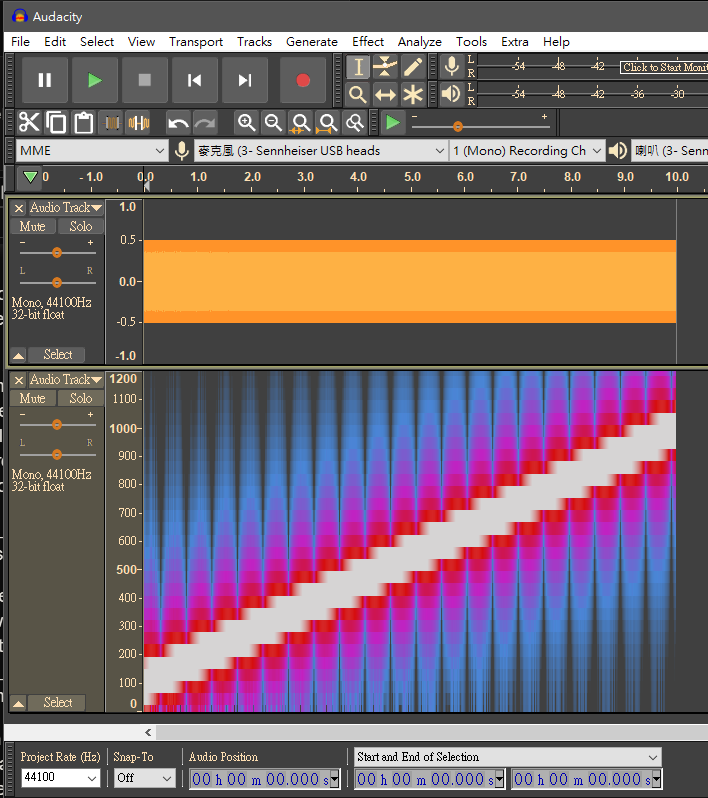 Audacity
File Edit Select View Transport Tracks Generate Effect Analyze Tools Extra Help
L
R
-54 -48 -42 Click to Start Moni
L
R
-54 -48 -42 -36 -30
- +
MME 麥克風 (3- Sennheiser USB heads 1 (Mono) Recording Ch 喇叭 (3- Senn
0 -1.0 0.0 1.0 2.0 3.0 4.0 5.0 6.0 7.0 8.0 9.0 10.0
Audio Track
Mute Solo
- +
L R
Mono, 44100Hz
32-bit float
Select
1.0
0.5
0.0
-0.5
-1.0
Audio Track
Mute Solo
- +
L R
Mono, 44100Hz
32-bit float
Select
1200
1100
1000
900
800
700
600
500
400
300
200
100
0
Project Rate (Hz) Snap-To Audio Position Start and End of Selection
44100 Off 00 h 00 m 00.000 s 00 h 00 m 00.000 s 00 h 00 m 00.000 s